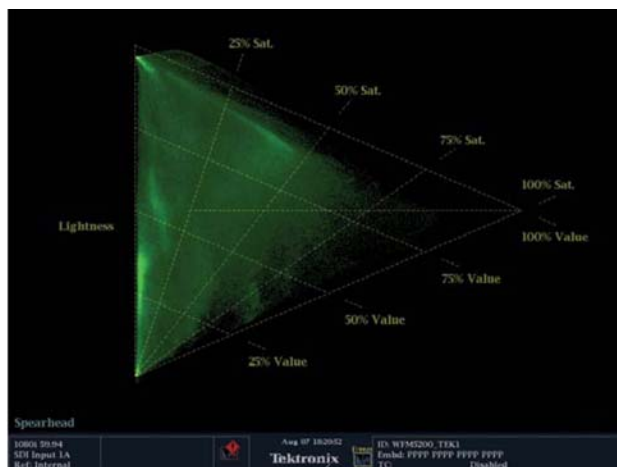 25% Sat.
50% Sat.
75% Sat.
100% Sat.
Lightness
100% Value
75% Value
50% Value
25% Value
Spearhead
1080i 59.94
SDI Input 1A
Ref: Internal
Aug 07 18:20:52
Tektronix
ID: WFM5200_TEK1
Embd: PPPP PPPP PPPP PPPP
TC: Disabled